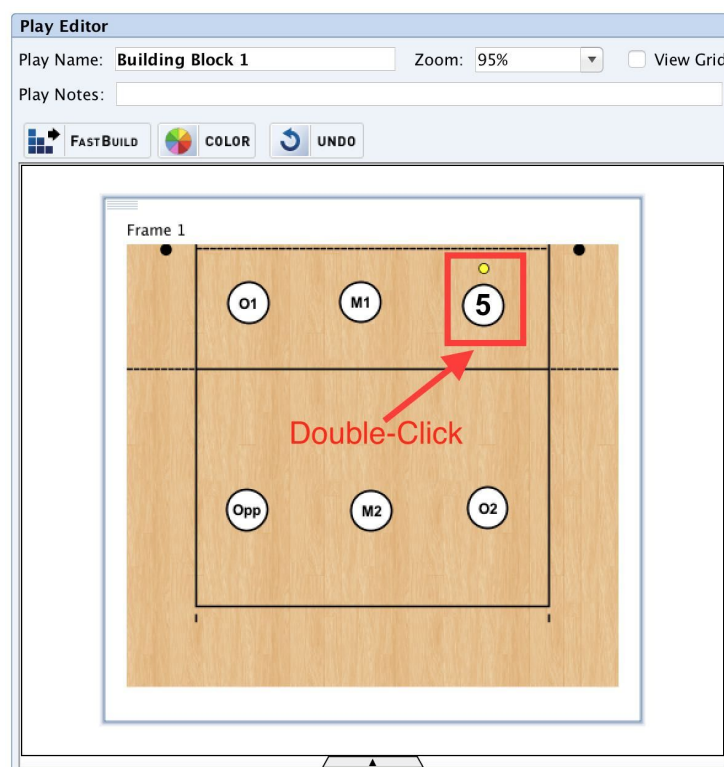 Play Editor
Play Name: Building Block 1 Zoom: 95% View Grid
Play Notes:
FASTBUILD COLOR UNDO
Frame 1
O1 M1 5
Double-Click
Opp M2 O2